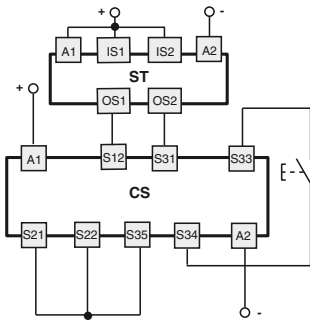 + -
A1 IS1 IS2 A2
ST
OS1 OS2
+
A1 S12 S31 S33
CS
S21 S22 S35 S34 A2
-